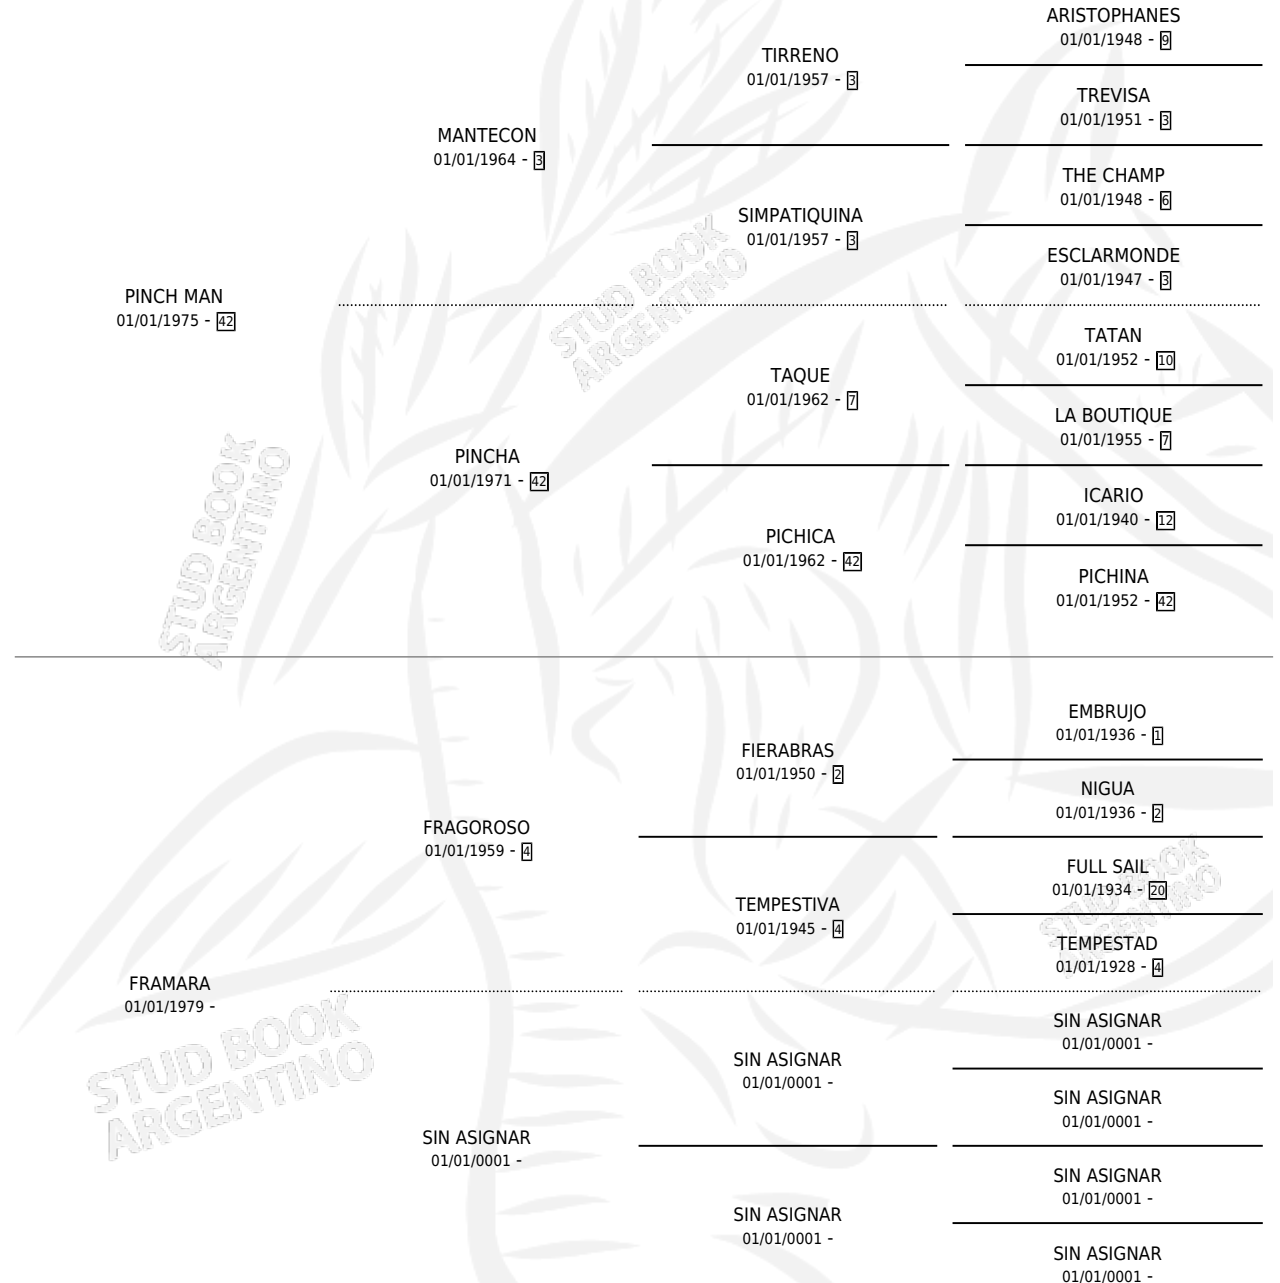 ARISTOPHANES
01/01/1948 - 9
TIRRENO
01/01/1957 - 3
TREVISA
01/01/1951 - 3
MANTECON
01/01/1964 - 3
THE CHAMP
01/01/1948 - 6
SIMPATIQUINA
01/01/1957 - 3
ESCLARMONDE
01/01/1947 - 3
PINCH MAN
01/01/1975 - 42
TATAN
01/01/1952 - 10
TAQUE
01/01/1962 - 7
LA BOUTIQUE
01/01/1955 - 7
PINCHA
01/01/1971 - 42
ICARIO
01/01/1940 - 12
PICHICA
01/01/1962 - 42
PICHINA
01/01/1952 - 42
EMBRUJO
01/01/1936 - 1
FIERABRAS
01/01/1950 - 2
NIGUA
01/01/1936 - 2
FRAGOROSO
01/01/1959 - 4
FULL SAIL
01/01/1934 - 20
TEMPESTIVA
01/01/1945 - 4
TEMPESTAD
01/01/1928 - 4
FRAMARA
01/01/1979 -
SIN ASIGNAR
01/01/0001 -
SIN ASIGNAR
01/01/0001 -
SIN ASIGNAR
01/01/0001 -
SIN ASIGNAR
01/01/0001 -
SIN ASIGNAR
01/01/0001 -
SIN ASIGNAR
01/01/0001 -
SIN ASIGNAR
01/01/0001 -
STUD BOOK
ARGENTINO
STUD BOOK
ARGENTINO
STUD BOOK
ARGENTINO
STUD BOOK
ARGENTINO